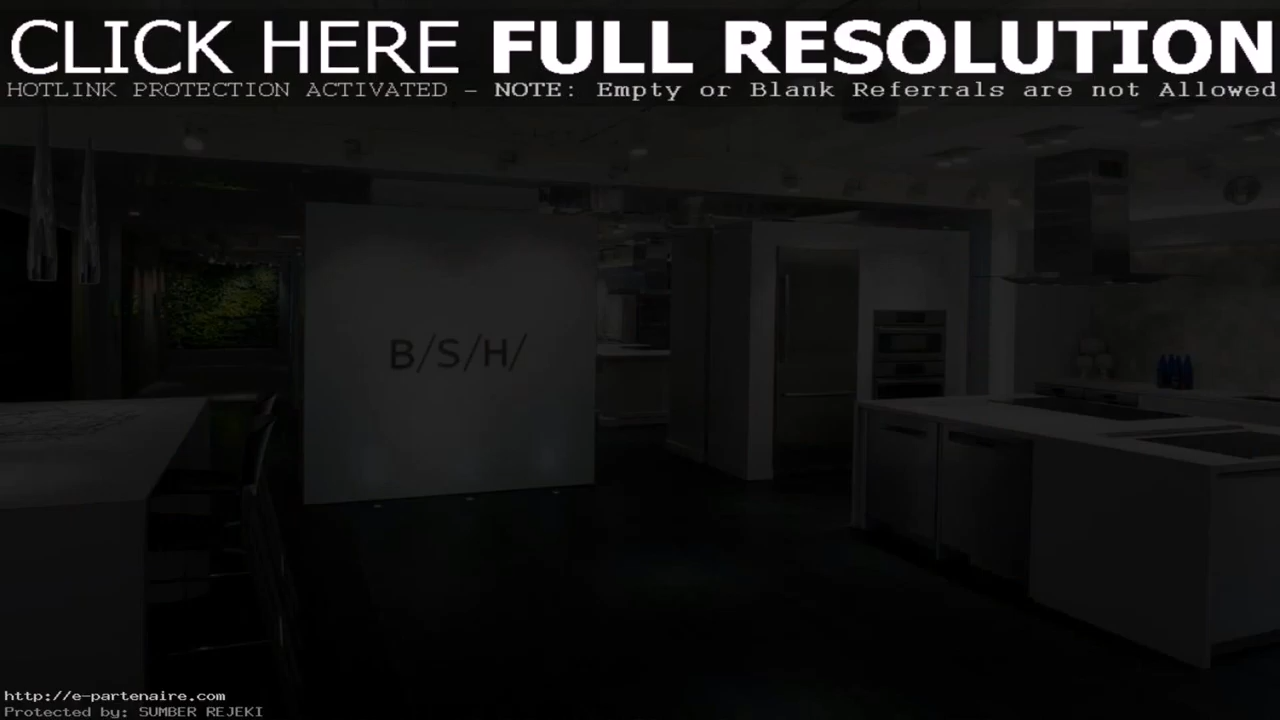 CLICK HERE FULL RESOLUTION
HOTLINK PROTECTION ACTIVATED - NOTE: Empty or Blank Referrals are not Allowed
B/S/H/
http://e-partenaire.com
Protected by: SUMBER REJEKI